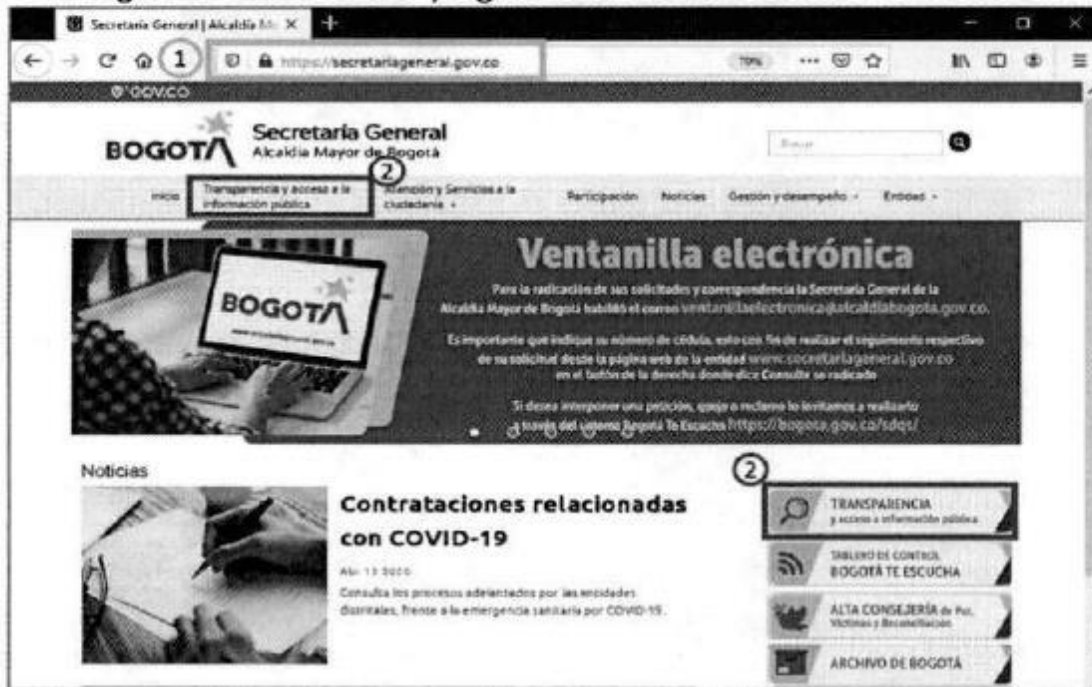 Secretaría General | Alcaldía M
1
https://secretariageneral.gov.co
70%
GOV.CO
BOGOTÁ
Secretaría General
Alcaldía Mayor de Bogotá
Buscar
2
Inicio
Transparencia y acceso a la
información pública
Atención y Servicios a la
ciudadanía
Participación
Noticias
Gestión y desempeño
Entidad
Ventanilla electrónica
Para la radicación de sus solicitudes y correspondencia la Secretaría General de la
Alcaldía Mayor de Bogotá habilitó el correo ventanillaelectronica@alcaldiabogota.gov.co.
Es importante que indique su número de cédula, esto con fin de realizar el seguimiento respectivo
de su solicitud desde la página web de la entidad www.secretariageneral.gov.co
en el botón de la derecha donde dice Consulte su radicado
Si desea interponer una petición, queja o reclamo lo invitamos a realizarlo
a través del sistema Bogotá Te Escucha https://bogota.gov.co/sdqs/
BOGOTÁ
Noticias
Contrataciones relacionadas
con COVID-19
Abr 13 2020
Consulta los procesos adelantados por las entidades
distritales, frente a la emergencia sanitaria por COVID-19.
2
TRANSPARENCIA
y acceso a información pública
TABLERO DE CONTROL
BOGOTÁ TE ESCUCHA
ALTA CONSEJERÍA de Paz,
Víctimas y Reconciliación
ARCHIVO DE BOGOTÁ